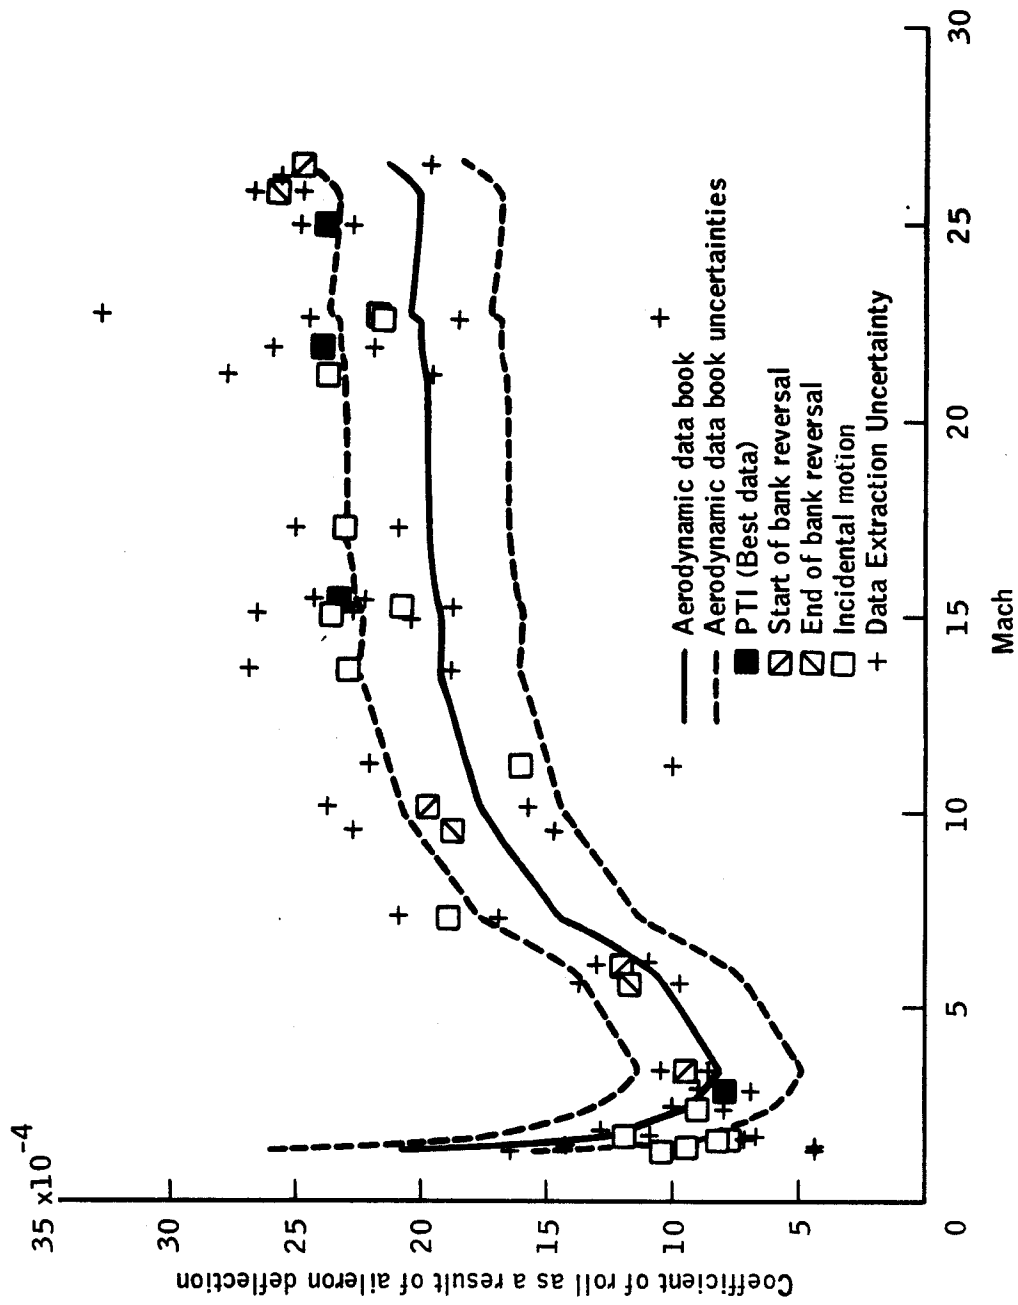 35 x10-4
30
25
20
15
10
5
0
Coefficient of roll as a result of aileron deflection
5
10
15
20
25
30
Mach
Aerodynamic data book
Aerodynamic data book uncertainties
PTI (Best data)
Start of bank reversal
End of bank reversal
Incidental motion
Data Extraction Uncertainty